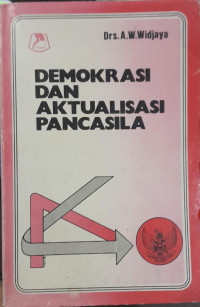 Drs. A.W. Widjaya
DEMOKRASI
DAN
AKTUALISASI
PANCASILA